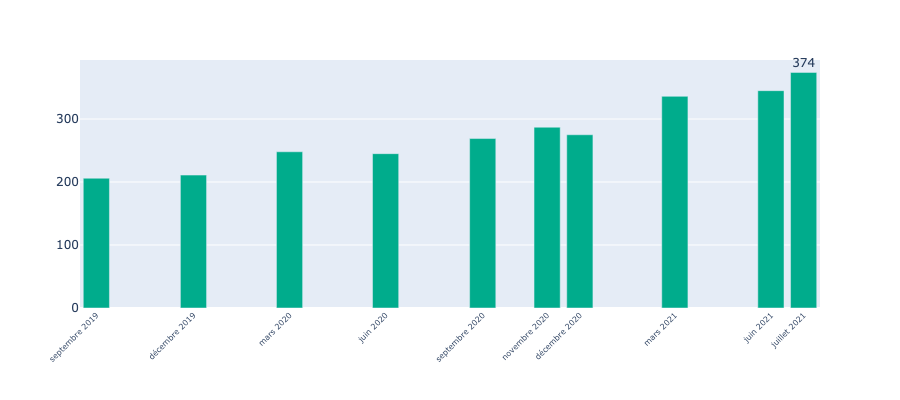 374
300
200
100
0
septembre 2019
décembre 2019
mars 2020
juin 2020
septembre 2020
novembre 2020
décembre 2020
mars 2021
juin 2021
juillet 2021